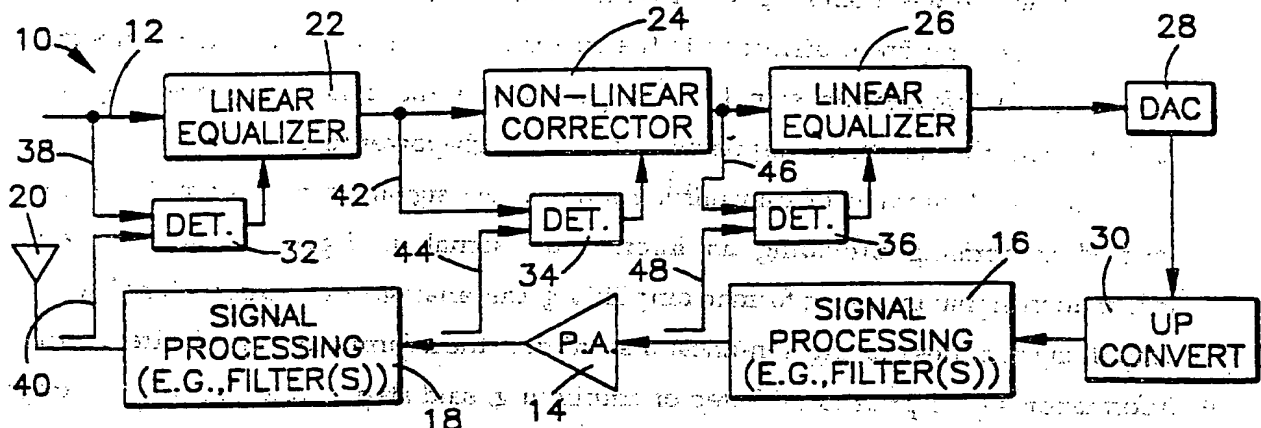 10
12
22
24
26
28
LINEAR
EQUALIZER
NON-LINEAR
CORRECTOR
LINEAR
EQUALIZER
DAC
38
20
DET.
32
42
44
DET.
34
46
48
DET.
36
16
30
40
SIGNAL
PROCESSING
(E.G.,FILTER(S))
18
P.A.
14
SIGNAL
PROCESSING
(E.G.,FILTER(S))
UP
CONVERT